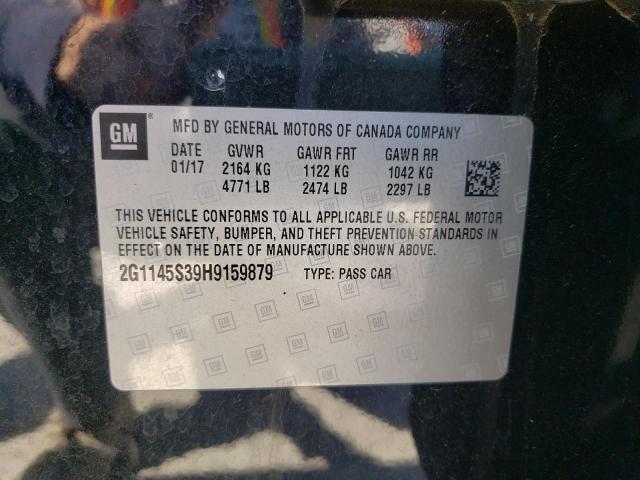 GM ® MFD BY GENERAL MOTORS OF CANADA COMPANY
DATE GVWR GAWR FRT GAWR RR
01/17 2164 KG 1122 KG 1042 KG
4771 LB 2474 LB 2297 LB
THIS VEHICLE CONFORMS TO ALL APPLICABLE U.S. FEDERAL MOTOR
VEHICLE SAFETY, BUMPER, AND THEFT PREVENTION STANDARDS IN
EFFECT ON THE DATE OF MANUFACTURE SHOWN ABOVE.
2G1145S39H9159879 TYPE: PASS CAR